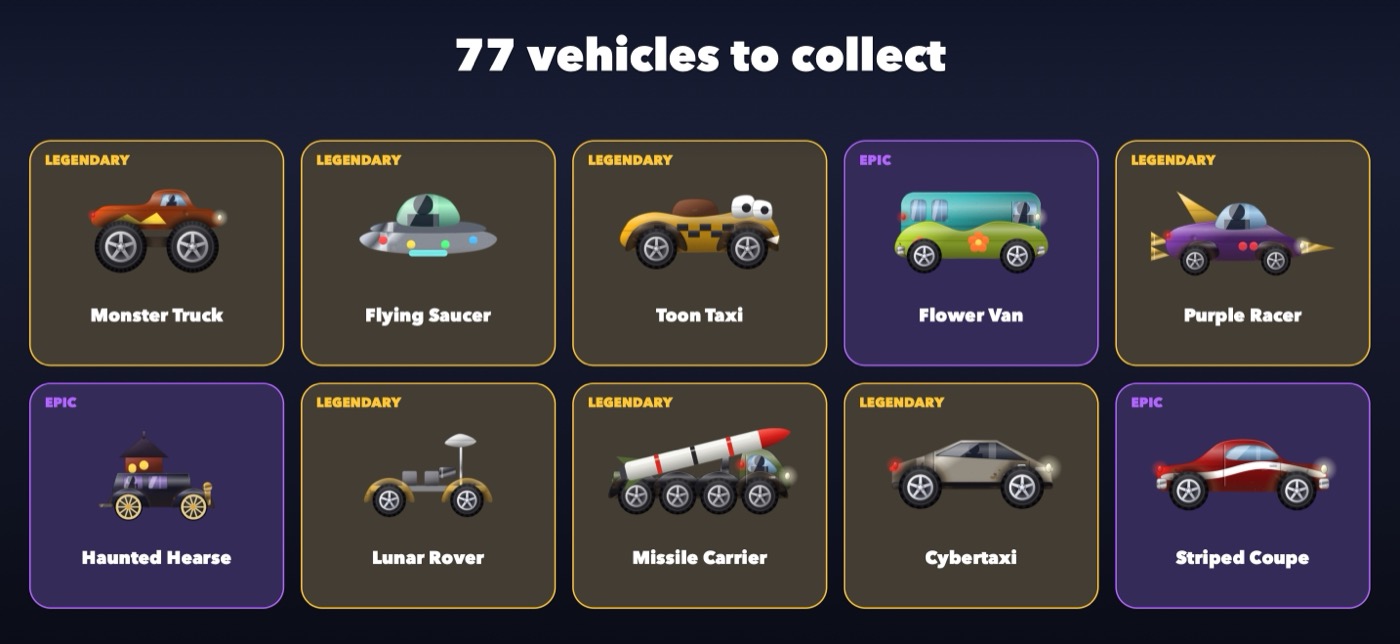 77 vehicles to collect
LEGENDARY
Monster Truck
LEGENDARY
Flying Saucer
LEGENDARY
Toon Taxi
EPIC
Flower Van
LEGENDARY
Purple Racer
EPIC
Haunted Hearse
LEGENDARY
Lunar Rover
LEGENDARY
Missile Carrier
LEGENDARY
Cybertaxi
EPIC
Striped Coupe